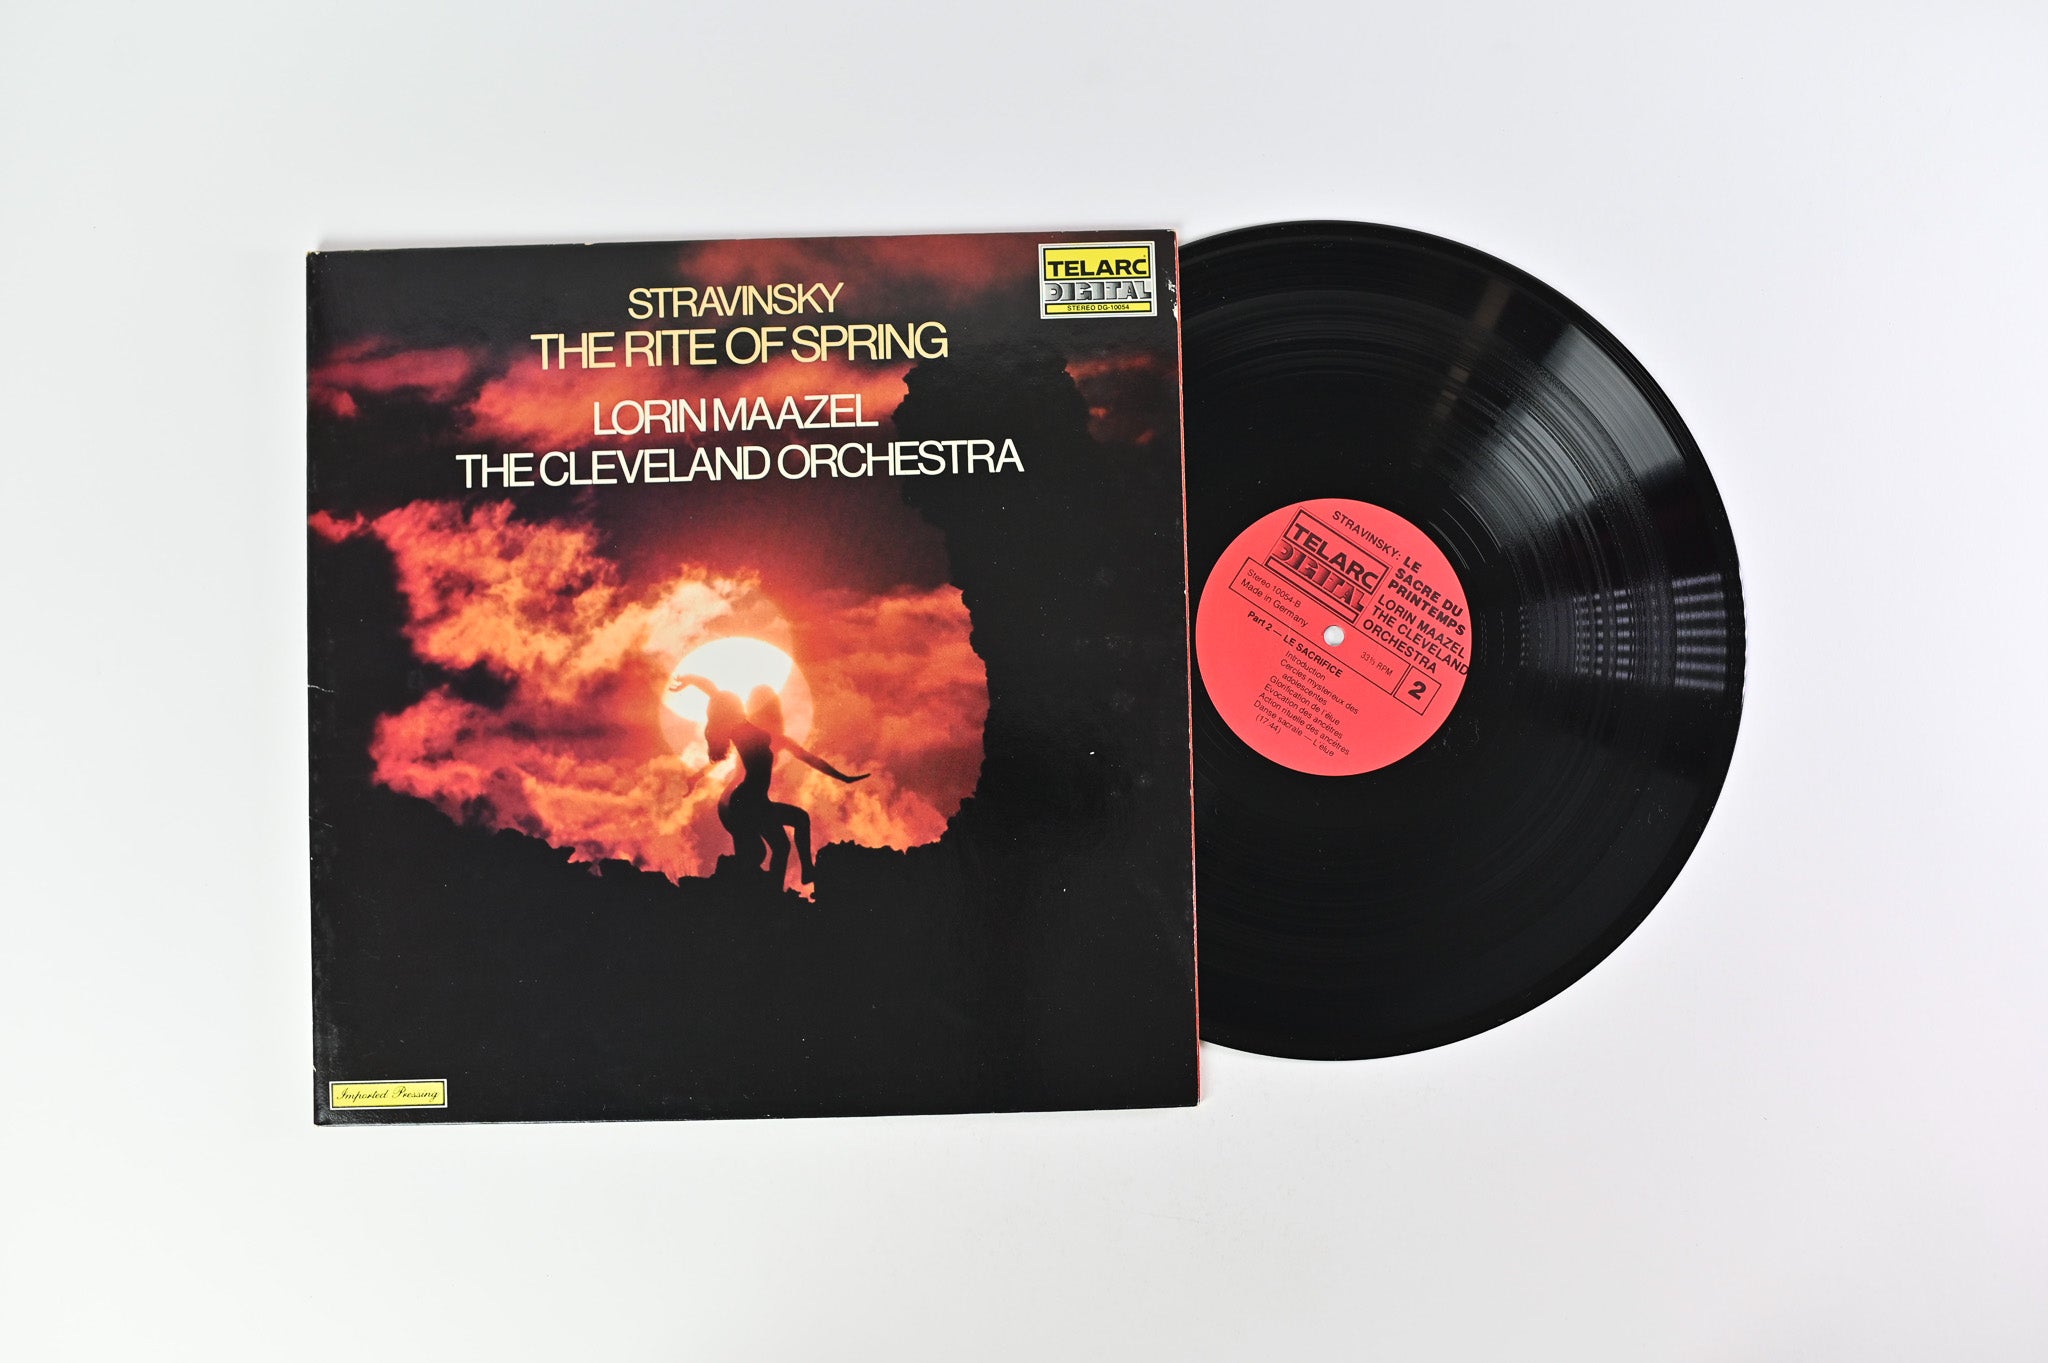 STRAVINSKY
THE RITE OF SPRING
LORIN MAAZEL
THE CLEVELAND ORCHESTRA
TELARC
DIGITAL
STEREO DG-10054
Imported Pressing
TELARC
DIGITAL
Stereo 10054-B
Made in Germany
STRAVINSKY: LE
SACRE DU
PRINTEMPS
LORIN MAAZEL
THE CLEVELAND
ORCHESTRA
33⅓ RPM
2
Part 2 — LE SACRIFICE
Introduction
Cercles mysterieux des
adolescentes
Glorification de l'élue
Evocation des ancêtres
Action rituelle des ancêtres
Danse sacrale — L'élue
(17:44)